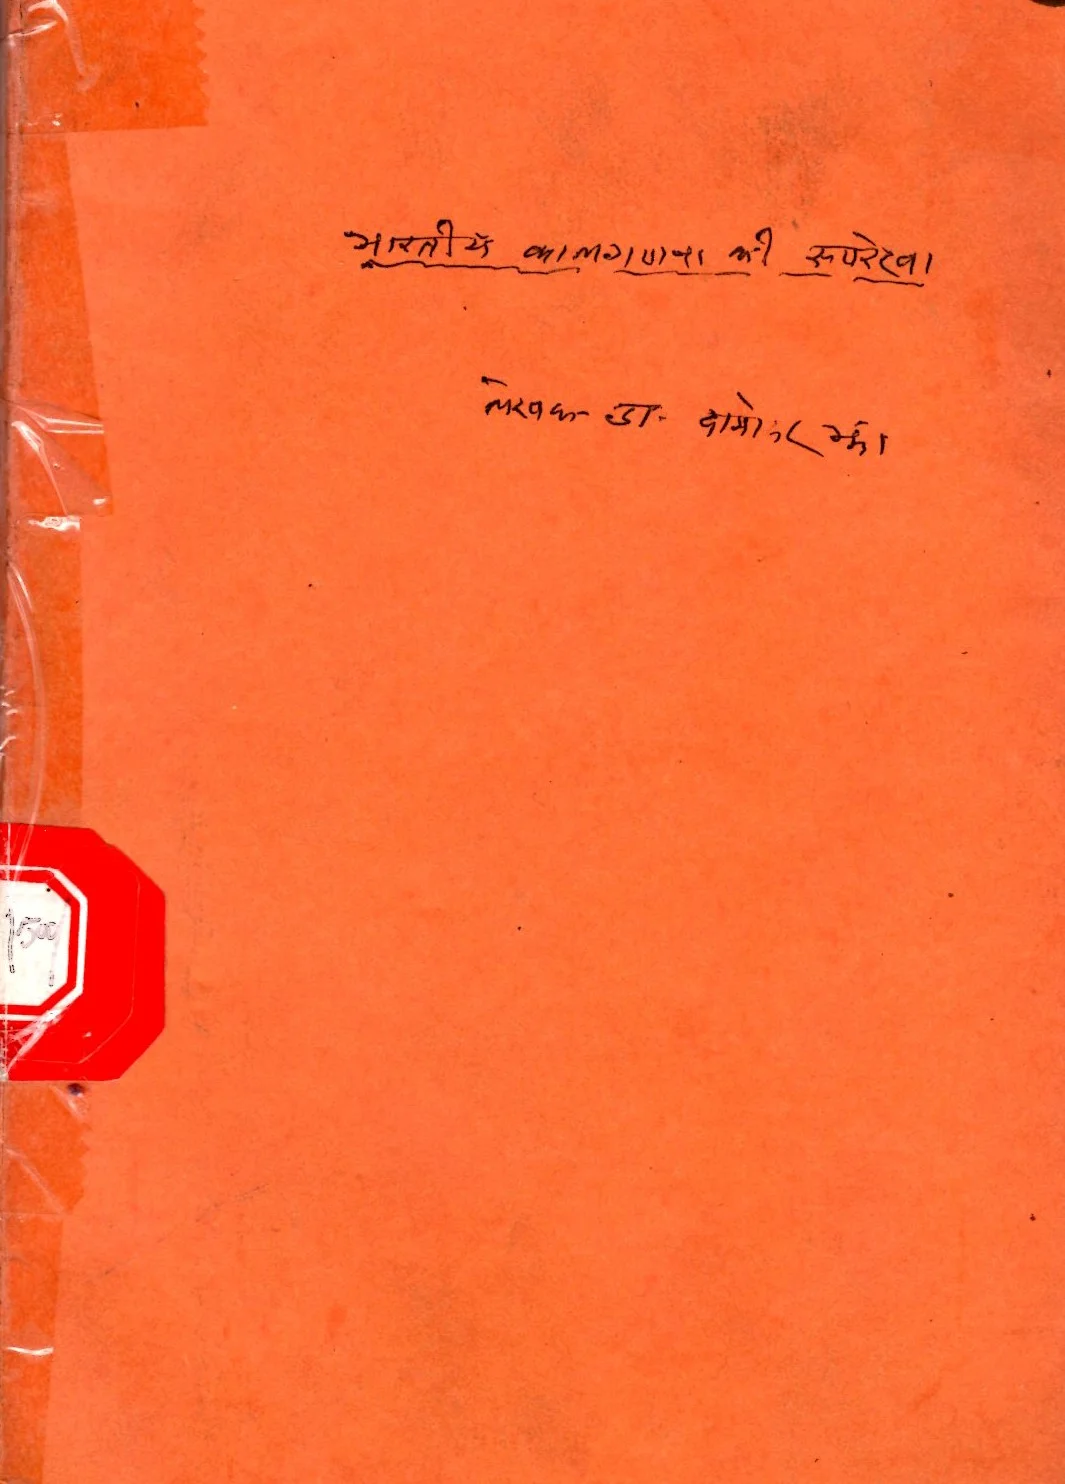 भारतीय कालगणना की रूपरेखा
लेखक- डा. दामोदर झा